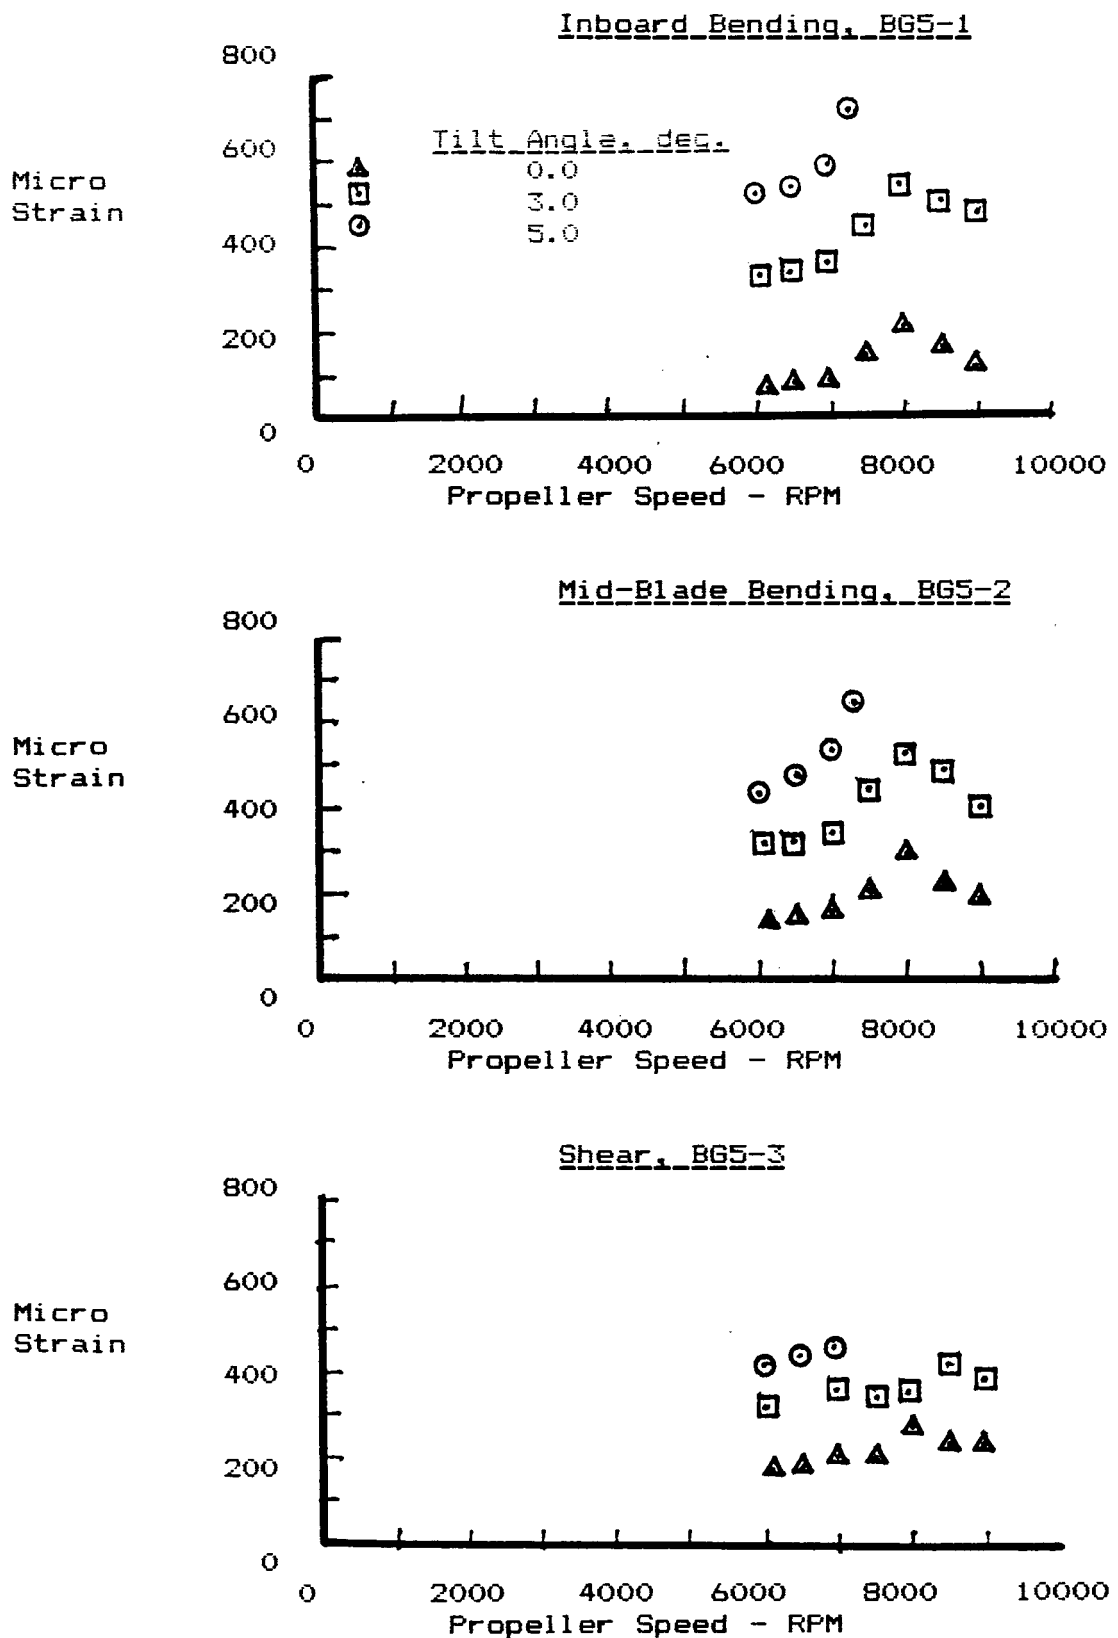 Inboard Bending, BG5-1
800
600
400
200
0
Micro
Strain
Tilt Angle, deg.
0.0
3.0
5.0
0 2000 4000 6000 8000 10000
Propeller Speed - RPM
Mid-Blade Bending, BG5-2
800
600
400
200
0
Micro
Strain
0 2000 4000 6000 8000 10000
Propeller Speed - RPM
Shear, BG5-3
800
600
400
200
0
Micro
Strain
0 2000 4000 6000 8000 10000
Propeller Speed - RPM